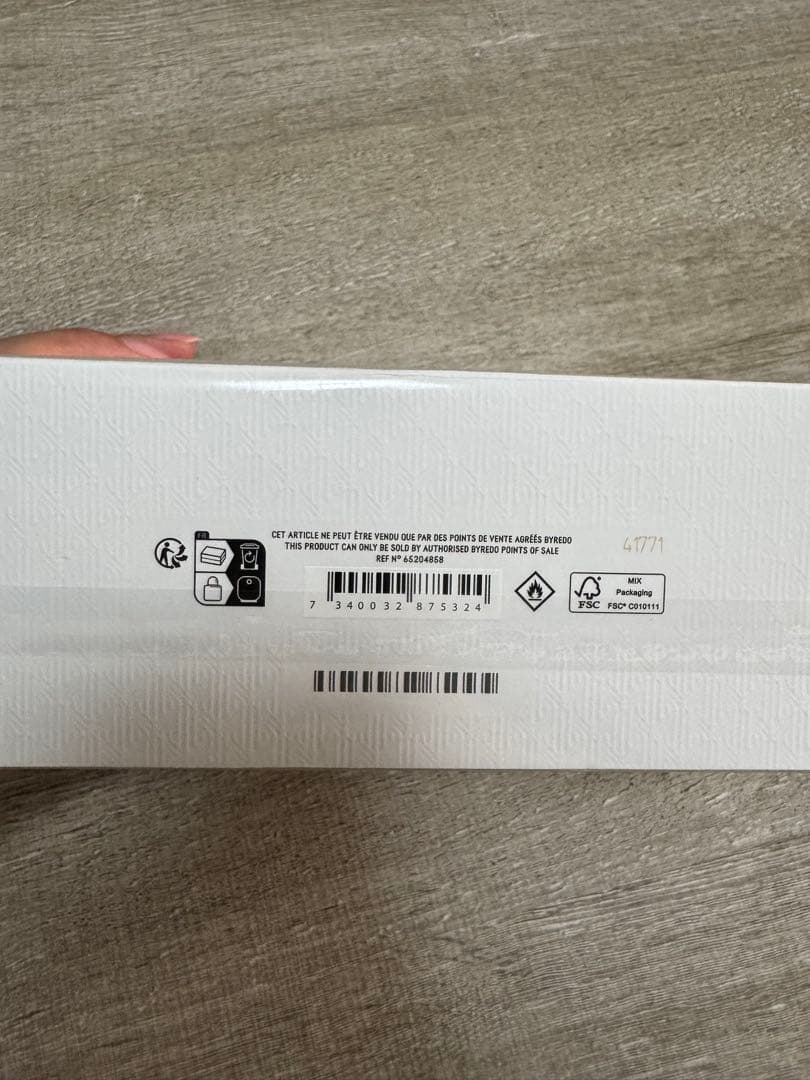 FR
CET ARTICLE NE PEUT ÊTRE VENDU QUE PAR DES POINTS DE VENTE AGRÉÉS BYREDO
THIS PRODUCT CAN ONLY BE SOLD BY AUTHORISED BYREDO POINTS OF SALE
REF Nº 65204858
41771
7 340032 875324
FSC
MIX
Packaging
FSC® C010111